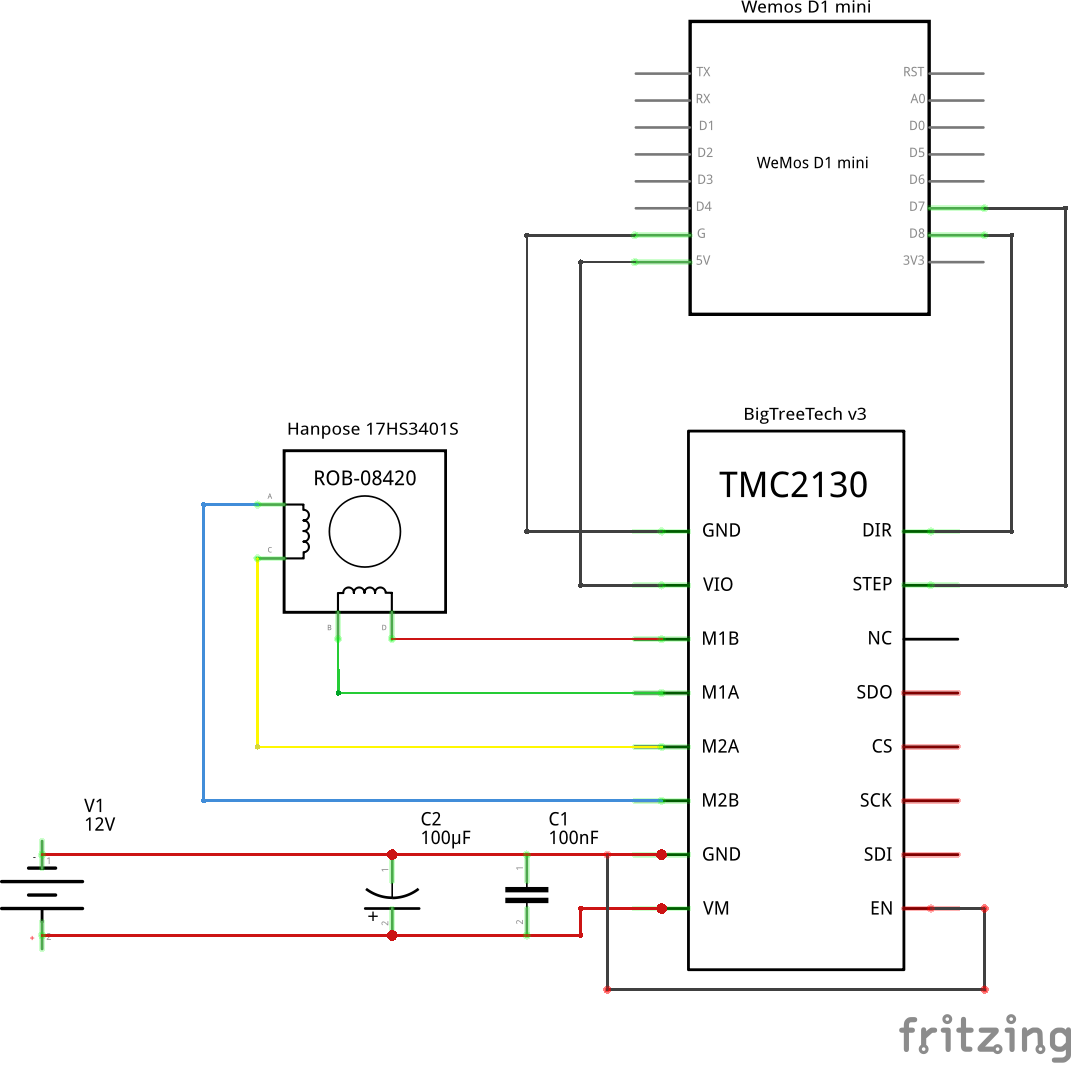 Wemos D1 mini
TX
RST
RX
A0
D1
D0
D2
D5
WeMos D1 mini
D3
D6
D4
D7
G
D8
5V
3V3
BigTreeTech v3
Hanpose 17HS3401S
ROB-08420
TMC2130
A
C
B
D
GND
DIR
VIO
STEP
M1B
NC
M1A
SDO
M2A
CS
M2B
SCK
V1
12V
C2
100µF
C1
100nF
GND
SDI
VM
EN
-
1
1
1
+
2
2
+
2
fritzing